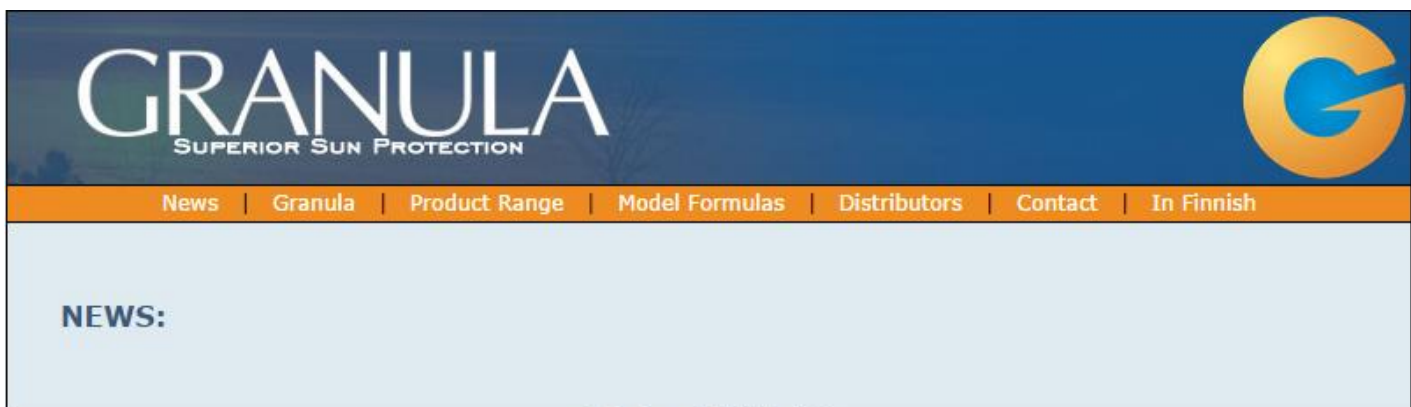 GRANULA
SUPERIOR SUN PROTECTION
News | Granula | Product Range | Model Formulas | Distributors | Contact | In Finnish
NEWS: